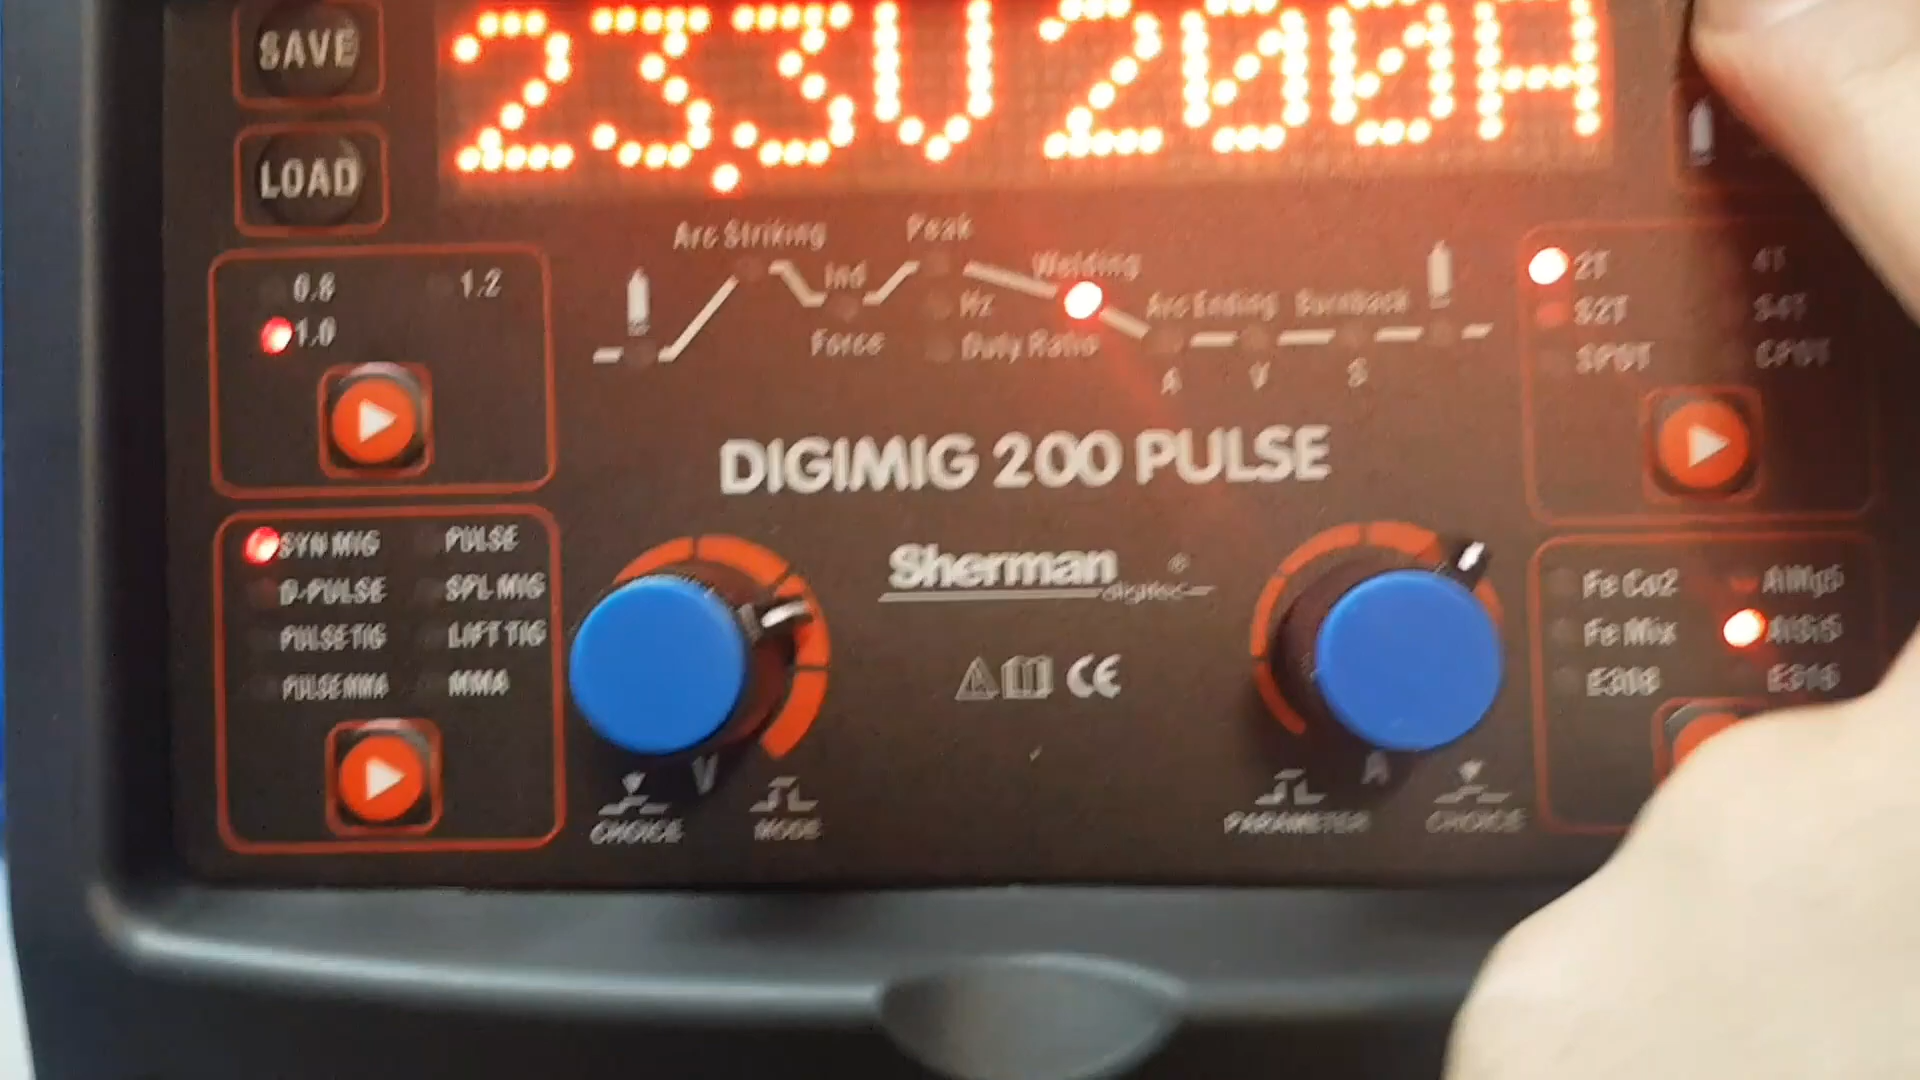 SAVE
23.3V 200A
LOAD
Arc Striking
Peak
Ind
Welding
Hz
Arc Ending
Burnback
Force
Duty Ratio
A
V
S
0.8
1.2
1.0
2T
4T
S2T
S4T
SPOT
DIGIMIG 200 PULSE
SYN MIG
PULSE
D-PULSE
SPL MIG
PULSE TIG
LIFT TIG
PULSE MMA
MMA
Sherman®
digitec
CE
Fe Co2
AlMg5
Fe Mix
AlSi5
E308
E316
V
CHOICE
MODE
A
PARAMETER
CHOICE